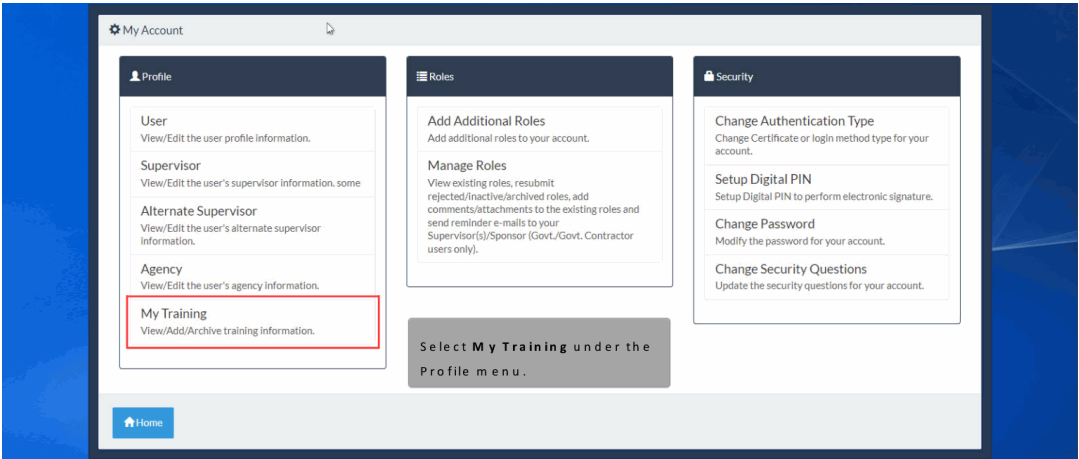 My Account
Profile
User
View/Edit the user profile information.
Supervisor
View/Edit the user's supervisor information. some
Alternate Supervisor
View/Edit the user's alternate supervisor
information.
Agency
View/Edit the user's agency information.
My Training
View/Add/Archive training information.
Roles
Add Additional Roles
Add additional roles to your account.
Manage Roles
View existing roles, resubmit
rejected/inactive/archived roles, add
comments/attachments to the existing roles and
send reminder e-mails to your
Supervisor(s)/Sponsor (Govt./Govt. Contractor
users only).
Select My Training under the
Profile menu.
Security
Change Authentication Type
Change Certificate or login method type for your
account.
Setup Digital PIN
Setup Digital PIN to perform electronic signature.
Change Password
Modify the password for your account.
Change Security Questions
Update the security questions for your account.
Home